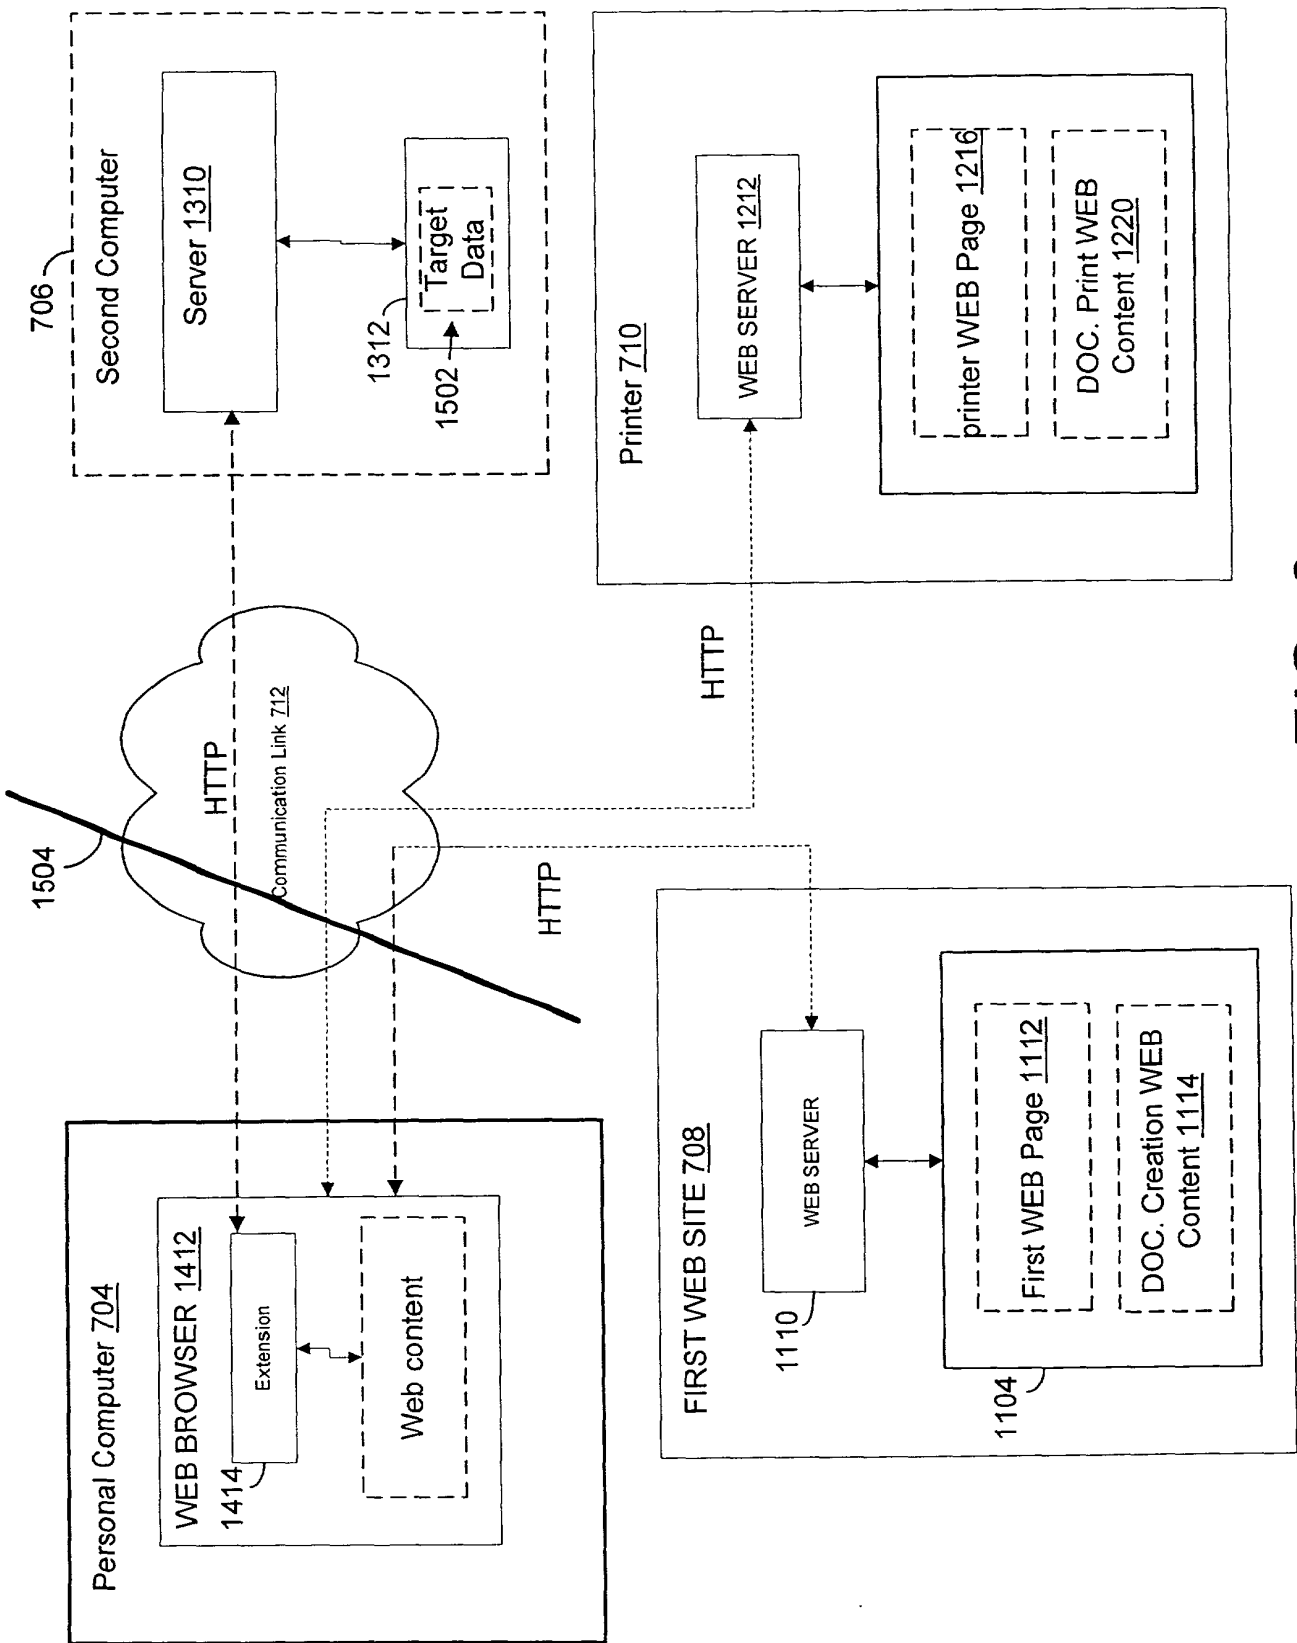 Personal Computer 704
WEB BROWSER 1412
1414
Extension
Web content
1504
HTTP
Communication Link 712
HTTP
HTTP
706
Second Computer
Server 1310
1312
1502
Target
Data
FIRST WEB SITE 708
1110
WEB SERVER
1104
First WEB Page 1112
DOC. Creation WEB
Content 1114
Printer 710
WEB SERVER 1212
printer WEB Page 1216
DOC. Print WEB
Content 1220